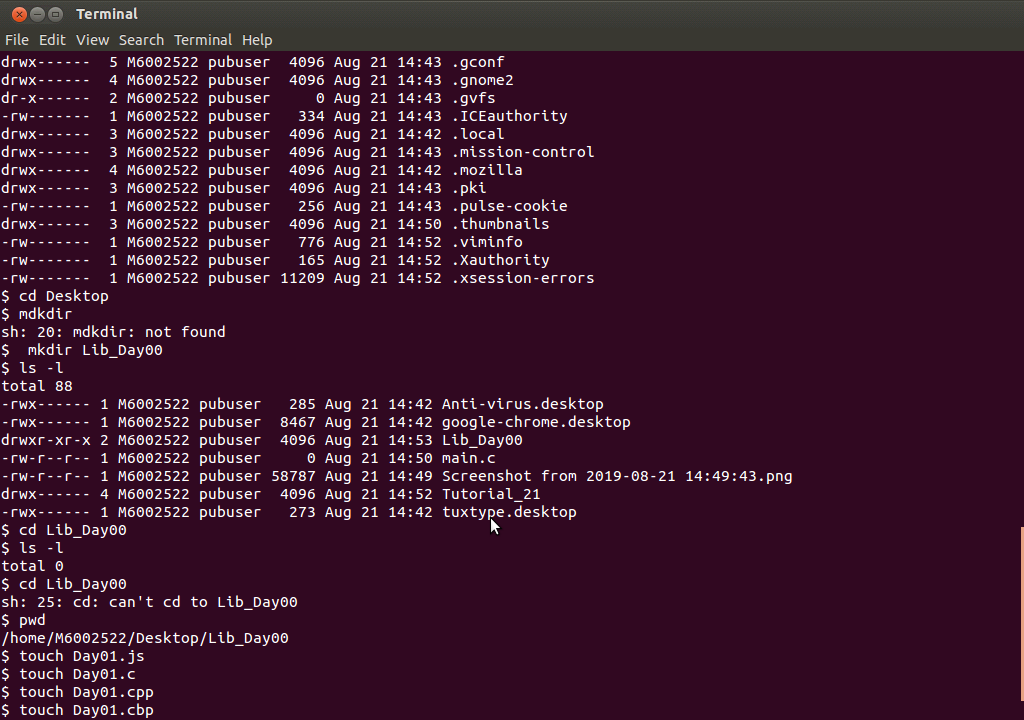 Terminal
File Edit View Search Terminal Help
drwx------  5 M6002522 pubuser  4096 Aug 21 14:43 .gconf
drwx------  4 M6002522 pubuser  4096 Aug 21 14:43 .gnome2
dr-x------  2 M6002522 pubuser     0 Aug 21 14:43 .gvfs
-rw-------  1 M6002522 pubuser   334 Aug 21 14:43 .ICEauthority
drwx------  3 M6002522 pubuser  4096 Aug 21 14:42 .local
drwx------  3 M6002522 pubuser  4096 Aug 21 14:43 .mission-control
drwx------  4 M6002522 pubuser  4096 Aug 21 14:42 .mozilla
drwx------  3 M6002522 pubuser  4096 Aug 21 14:43 .pki
-rw-------  1 M6002522 pubuser   256 Aug 21 14:43 .pulse-cookie
drwx------  3 M6002522 pubuser  4096 Aug 21 14:50 .thumbnails
-rw-------  1 M6002522 pubuser   776 Aug 21 14:52 .viminfo
-rw-------  1 M6002522 pubuser   165 Aug 21 14:52 .Xauthority
-rw-------  1 M6002522 pubuser 11209 Aug 21 14:52 .xsession-errors
$ cd Desktop
$ mdkdir
sh: 20: mdkdir: not found
$  mkdir Lib_Day00
$ ls -l
total 88
-rwx------ 1 M6002522 pubuser   285 Aug 21 14:42 Anti-virus.desktop
-rwx------ 1 M6002522 pubuser  8467 Aug 21 14:42 google-chrome.desktop
drwxr-xr-x 2 M6002522 pubuser  4096 Aug 21 14:53 Lib_Day00
-rw-r--r-- 1 M6002522 pubuser     0 Aug 21 14:50 main.c
-rw-r--r-- 1 M6002522 pubuser 58787 Aug 21 14:49 Screenshot from 2019-08-21 14:49:43.png
drwx------ 4 M6002522 pubuser  4096 Aug 21 14:52 Tutorial_21
-rwx------ 1 M6002522 pubuser   273 Aug 21 14:42 tuxtype.desktop
$ cd Lib_Day00
$ ls -l
total 0
$ cd Lib_Day00
sh: 25: cd: can't cd to Lib_Day00
$ pwd
/home/M6002522/Desktop/Lib_Day00
$ touch Day01.js
$ touch Day01.c
$ touch Day01.cpp
$ touch Day01.cbp